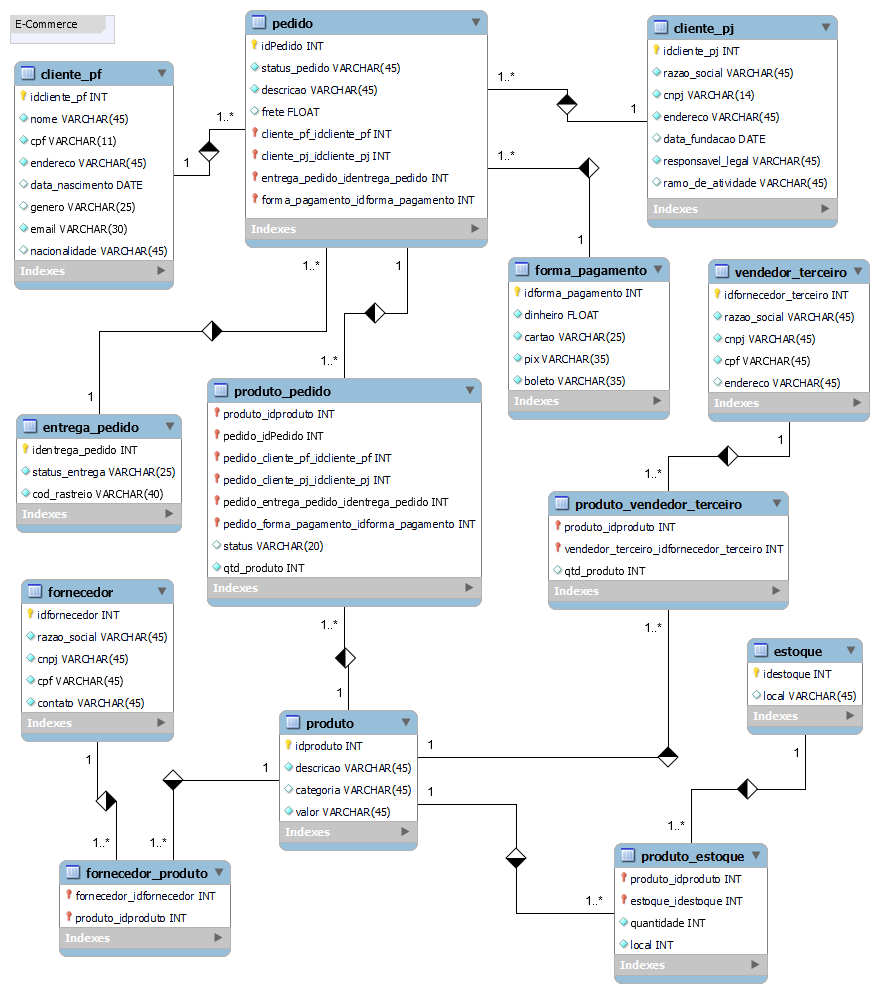 E-Commerce
cliente_pf
idcliente_pf INT
nome VARCHAR(45)
cpf VARCHAR(11)
endereco VARCHAR(45)
data_nascimento DATE
genero VARCHAR(25)
email VARCHAR(30)
nacionalidade VARCHAR(45)
Indexes
pedido
idPedido INT
status_pedido VARCHAR(45)
descricao VARCHAR(45)
frete FLOAT
cliente_pf_idcliente_pf INT
cliente_pj_idcliente_pj INT
entrega_pedido_identrega_pedido INT
forma_pagamento_idforma_pagamento INT
Indexes
cliente_pj
idcliente_pj INT
razao_social VARCHAR(45)
cnpj VARCHAR(14)
endereco VARCHAR(45)
data_fundacao DATE
responsavel_legal VARCHAR(45)
ramo_de_atividade VARCHAR(45)
Indexes
1..*
1
1..*
1
1..*
1
1..*
1
1
1..*
forma_pagamento
idforma_pagamento INT
dinheiro FLOAT
cartao VARCHAR(25)
pix VARCHAR(35)
boleto VARCHAR(35)
Indexes
vendedor_terceiro
idfornecedor_terceiro INT
razao_social VARCHAR(45)
cnpj VARCHAR(45)
cpf VARCHAR(45)
endereco VARCHAR(45)
Indexes
entrega_pedido
identrega_pedido INT
status_entrega VARCHAR(25)
cod_rastreio VARCHAR(40)
Indexes
produto_pedido
produto_idproduto INT
pedido_idPedido INT
pedido_cliente_pf_idcliente_pf INT
pedido_cliente_pj_idcliente_pj INT
pedido_entrega_pedido_identrega_pedido INT
pedido_forma_pagamento_idforma_pagamento INT
status VARCHAR(20)
qtd_produto INT
Indexes
1
1..*
produto_vendedor_terceiro
produto_idproduto INT
vendedor_terceiro_idfornecedor_terceiro INT
qtd_produto INT
Indexes
fornecedor
idfornecedor INT
razao_social VARCHAR(45)
cnpj VARCHAR(45)
cpf VARCHAR(45)
contato VARCHAR(45)
Indexes
1..*
1
1..*
1
estoque
idestoque INT
local VARCHAR(45)
Indexes
produto
idproduto INT
descricao VARCHAR(45)
categoria VARCHAR(45)
valor VARCHAR(45)
Indexes
1
1..*
1
1..*
1
1..*
1
1..*
fornecedor_produto
fornecedor_idfornecedor INT
produto_idproduto INT
Indexes
produto_estoque
produto_idproduto INT
estoque_idestoque INT
quantidade INT
local INT
Indexes